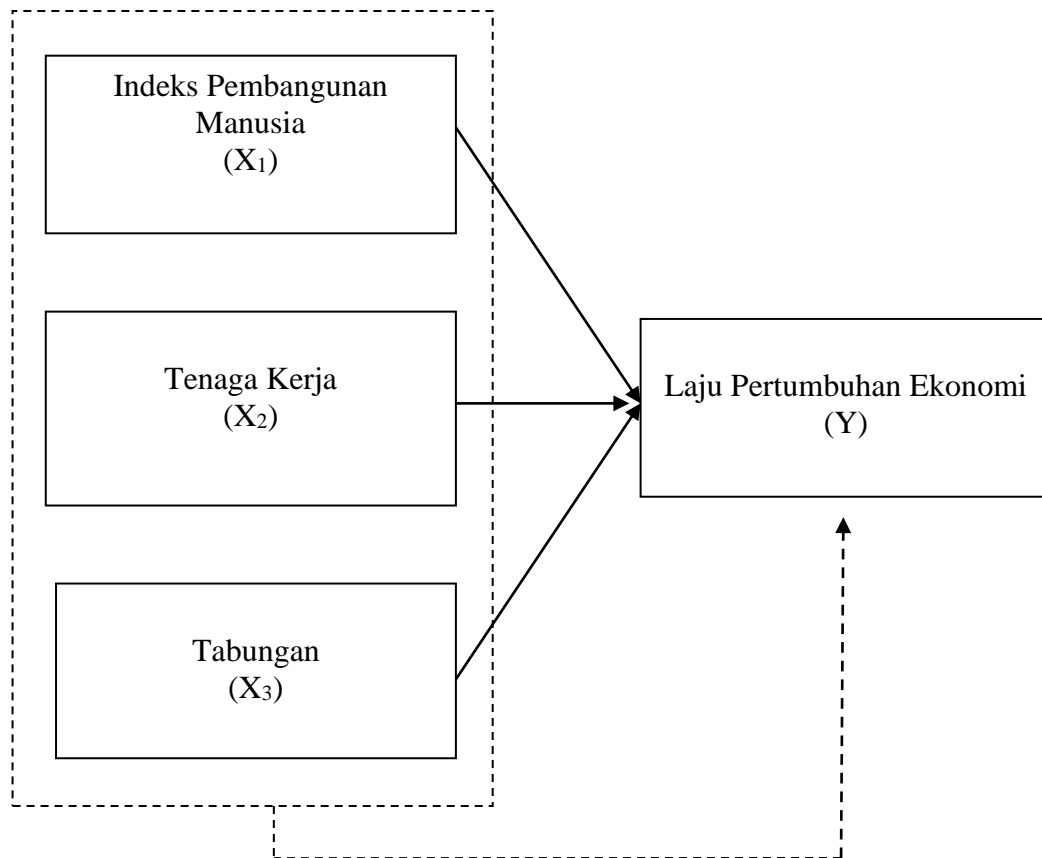 Indeks Pembangunan
Manusia
(X₁)
Tenaga Kerja
(X₂)
Tabungan
(X₃)
Laju Pertumbuhan Ekonomi
(Y)